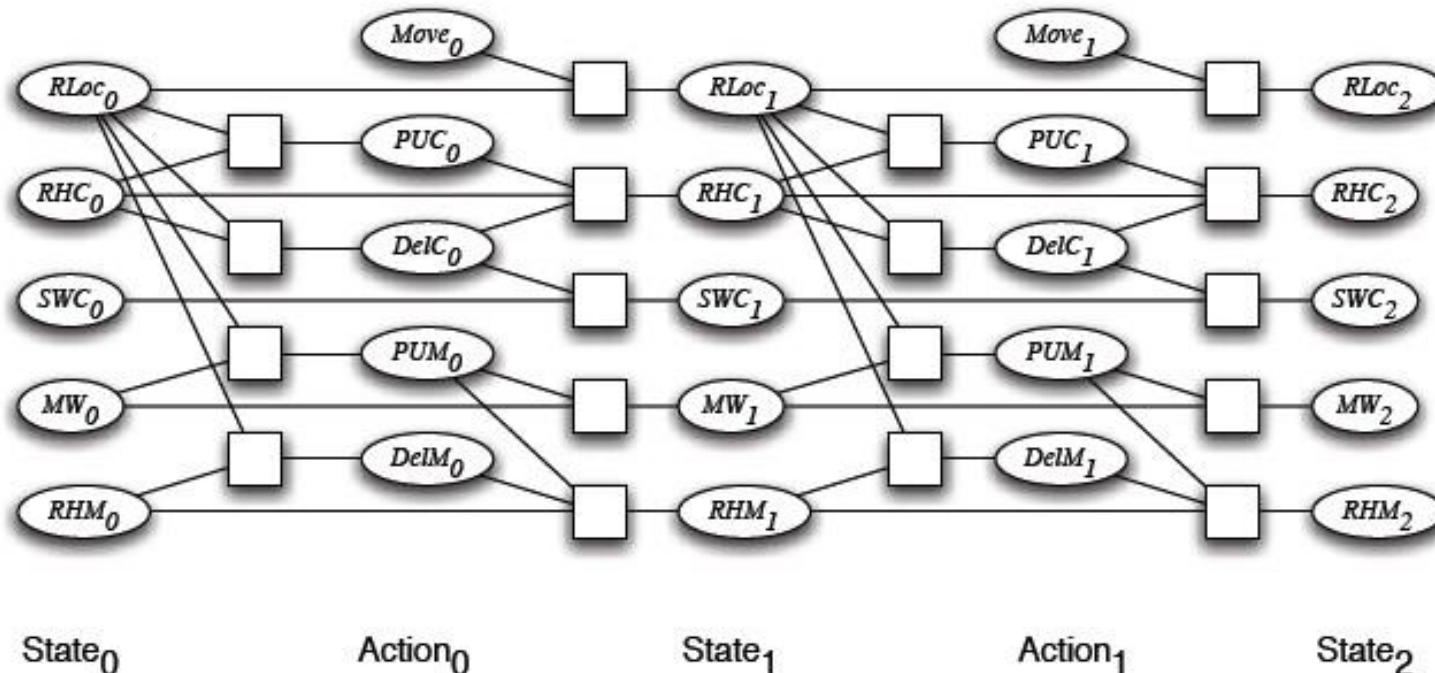 Move₀ Move₁
RLoc₀ RLoc₁ RLoc₂
PUC₀ PUC₁
RHC₀ RHC₁ RHC₂
DelC₀ DelC₁
SWC₀ SWC₁ SWC₂
PUM₀ PUM₁
MW₀ MW₁ MW₂
DelM₀ DelM₁
RHM₀ RHM₁ RHM₂
State₀ Action₀ State₁ Action₁ State₂